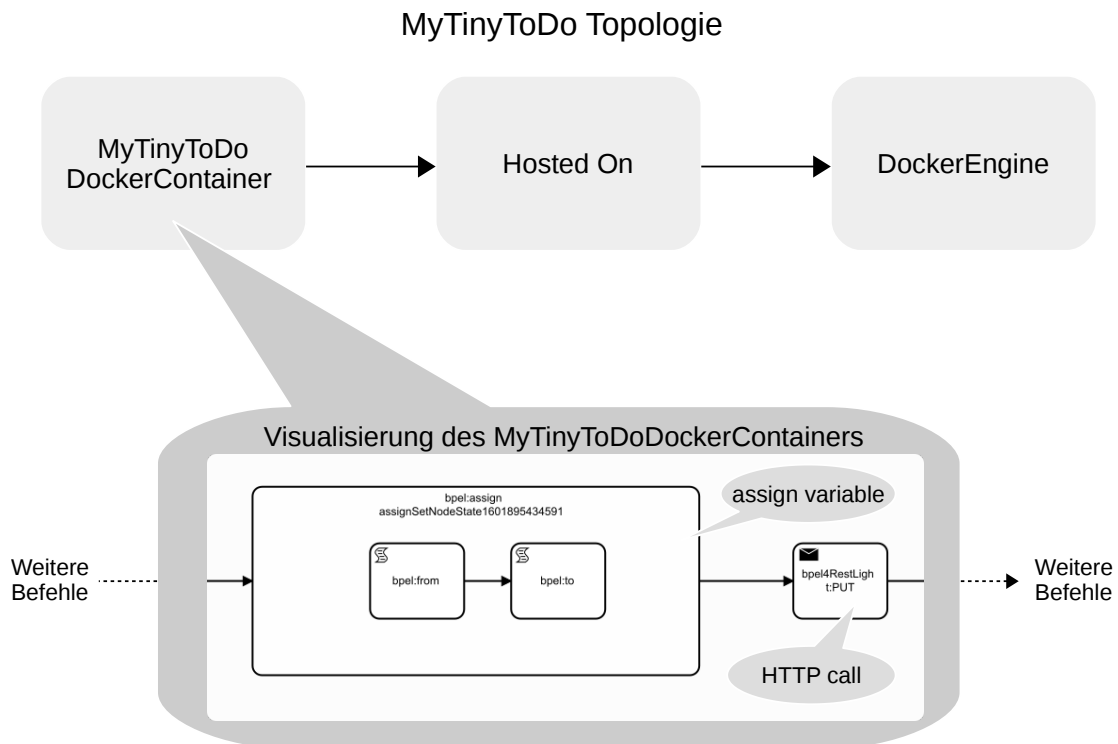 MyTinyToDo Topologie
MyTinyToDo
DockerContainer
Hosted On
DockerEngine
Visualisierung des MyTinyToDoDockerContainers
bpel:assign
assignSetNodeState1601895434591
assign variable
Weitere
Befehle
bpel:from
bpel:to
bpel4RestLigh
t:PUT
Weitere
Befehle
HTTP call